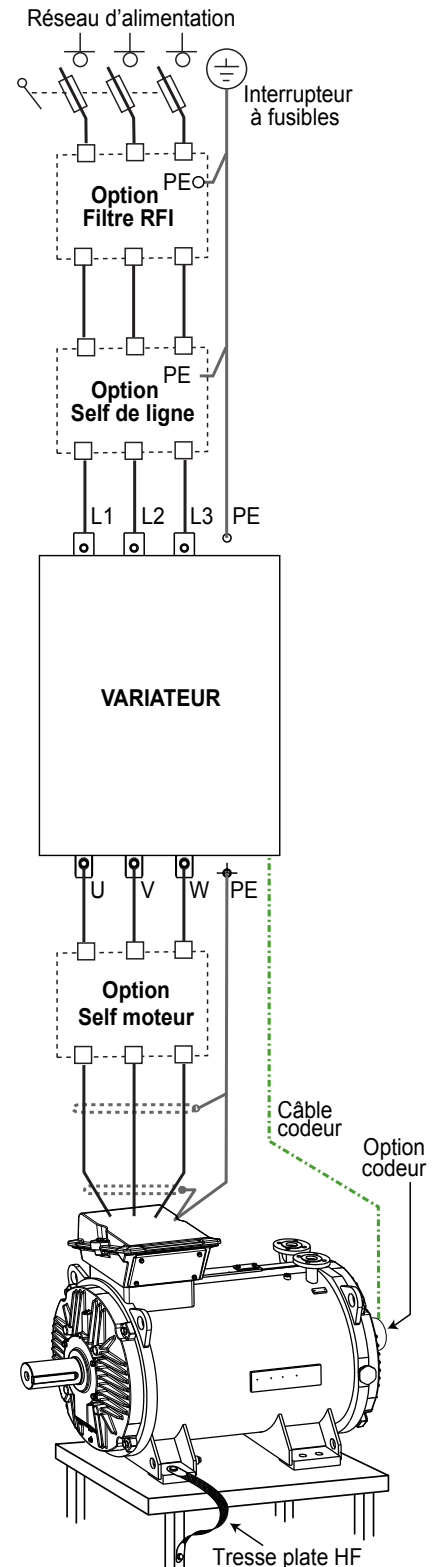 Réseau d'alimentation
Interrupteur
à fusibles
PE
Option
Filtre RFI
PE
Option
Self de ligne
L1 L2 L3 PE
VARIATEUR
U V W PE
Option
Self moteur
Câble
codeur
Option
codeur
Tresse plate HF